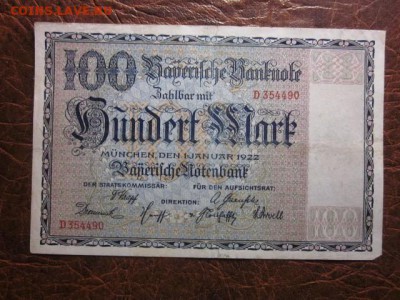 COINS.LAVE.RU
100 Bayerische Banknote
Zahlbar mit
D 354490
Hundert Mark
MÜNCHEN, DEN 1. JANUAR 1922
Bayerische Notenbank
DER STAATSKOMMISSÄR: FÜR DEN AUFSICHTSRAT:
DIREKTION:
D 354490
100